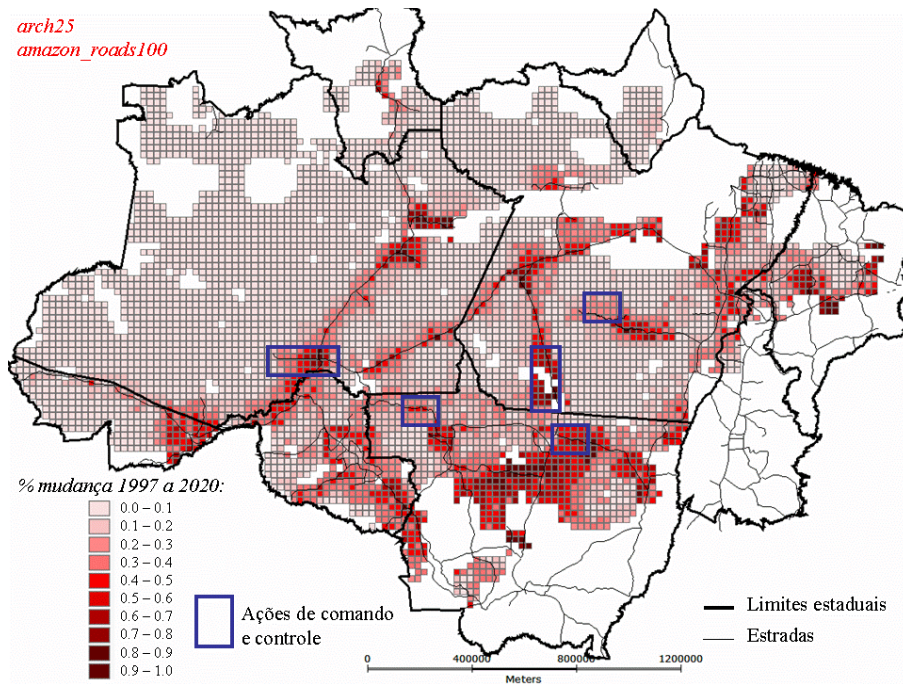 arch25
amazon_roads100
% mudança 1997 a 2020:
0.0 – 0.1
0.1 – 0.2
0.2 – 0.3
0.3 – 0.4
0.4 – 0.5
0.5 – 0.6
0.6 – 0.7
0.7 – 0.8
0.8 – 0.9
0.9 – 1.0
Ações de comando
e controle
Limites estaduais
Estradas
0 400000 800000 1200000
Meters